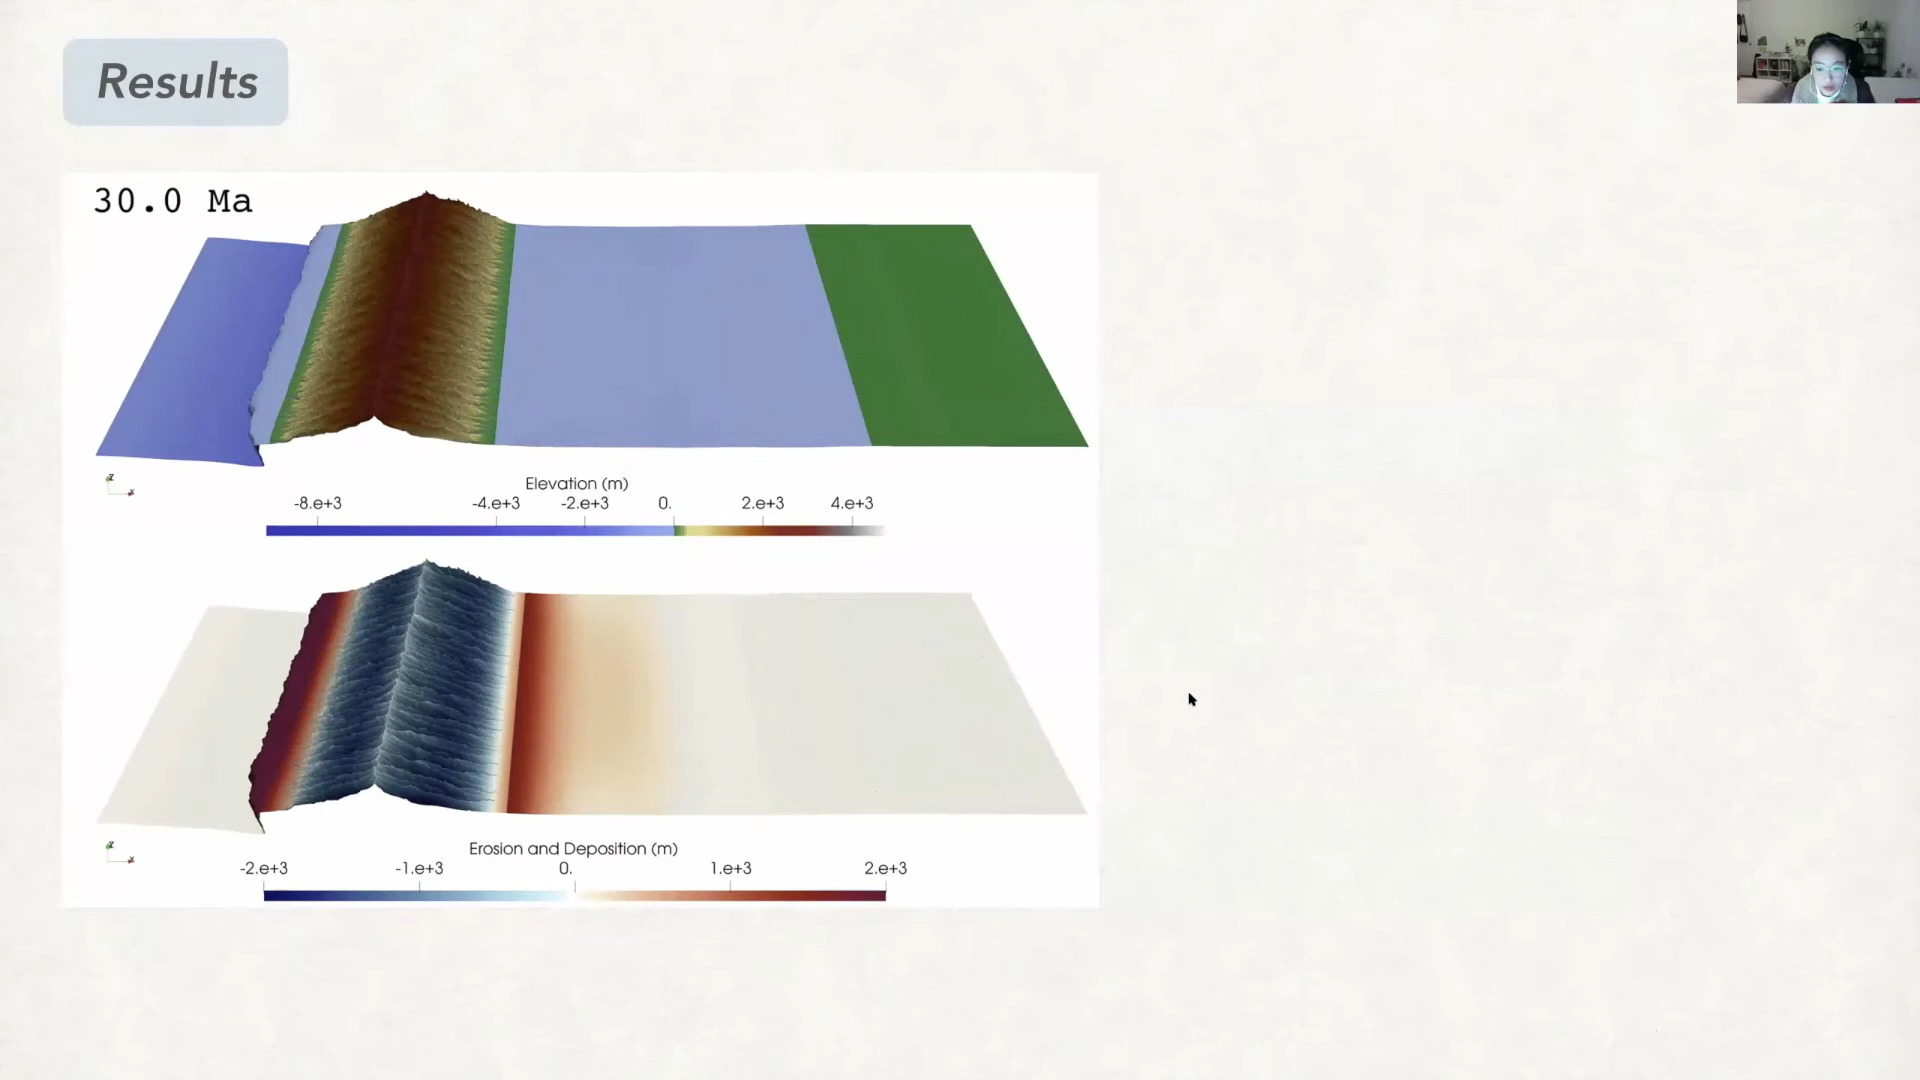 Results
30.0 Ma
Elevation (m)
-8.e+3 -4.e+3 -2.e+3 0. 2.e+3 4.e+3
Erosion and Deposition (m)
-2.e+3 -1.e+3 0. 1.e+3 2.e+3